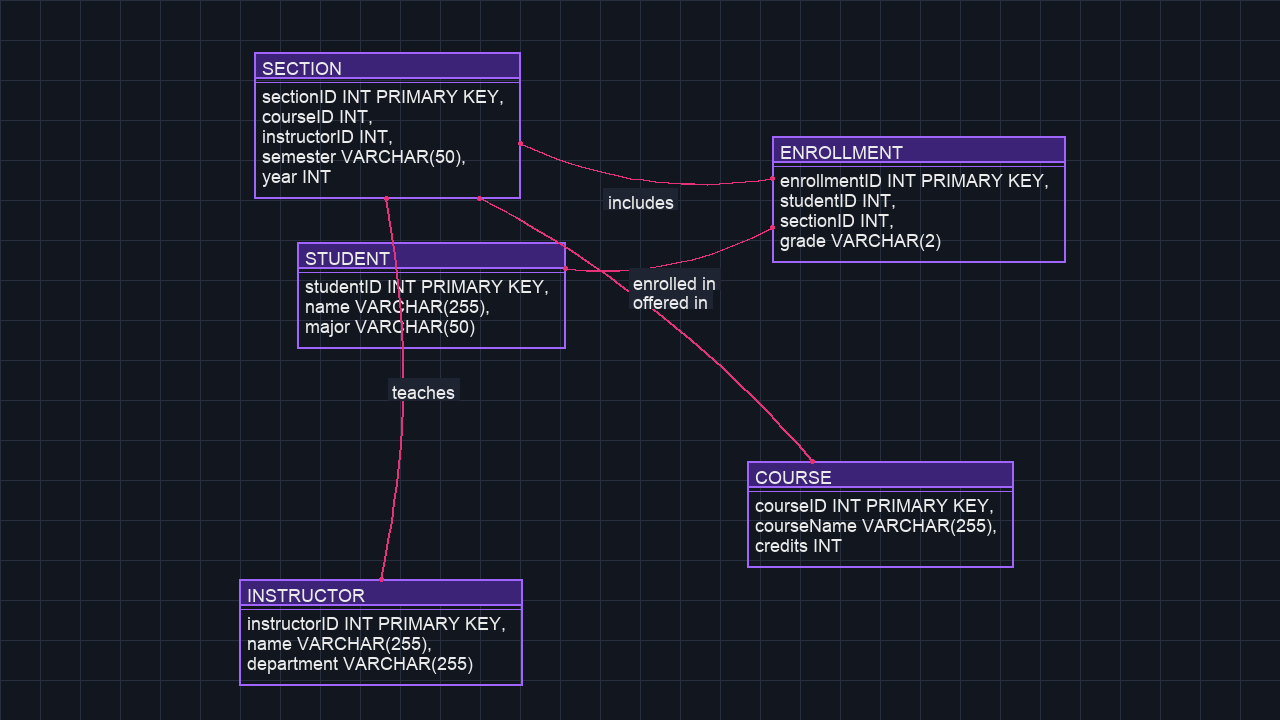 SECTION
sectionID INT PRIMARY KEY,
courseID INT,
instructorID INT,
semester VARCHAR(50),
year INT
ENROLLMENT
enrollmentID INT PRIMARY KEY,
studentID INT,
sectionID INT,
grade VARCHAR(2)
includes
STUDENT
studentID INT PRIMARY KEY,
name VARCHAR(255),
major VARCHAR(50)
enrolled in
offered in
teaches
COURSE
courseID INT PRIMARY KEY,
courseName VARCHAR(255),
credits INT
INSTRUCTOR
instructorID INT PRIMARY KEY,
name VARCHAR(255),
department VARCHAR(255)